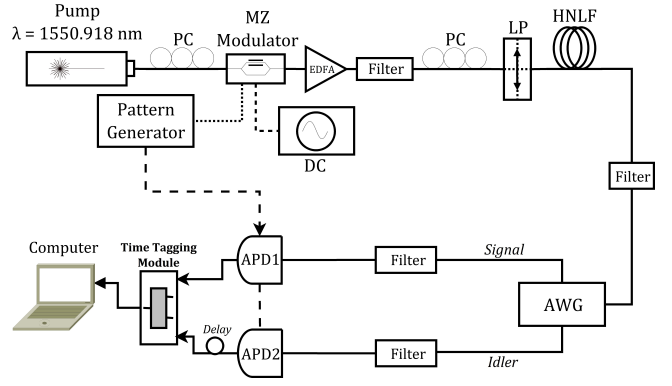 Pump
λ = 1550.918 nm
PC
MZ
Modulator
EDFA
Filter
PC
LP
HNLF
Pattern
Generator
DC
Filter
Computer
Time Tagging
Module
APD1
Filter
Signal
AWG
Delay
APD2
Filter
Idler